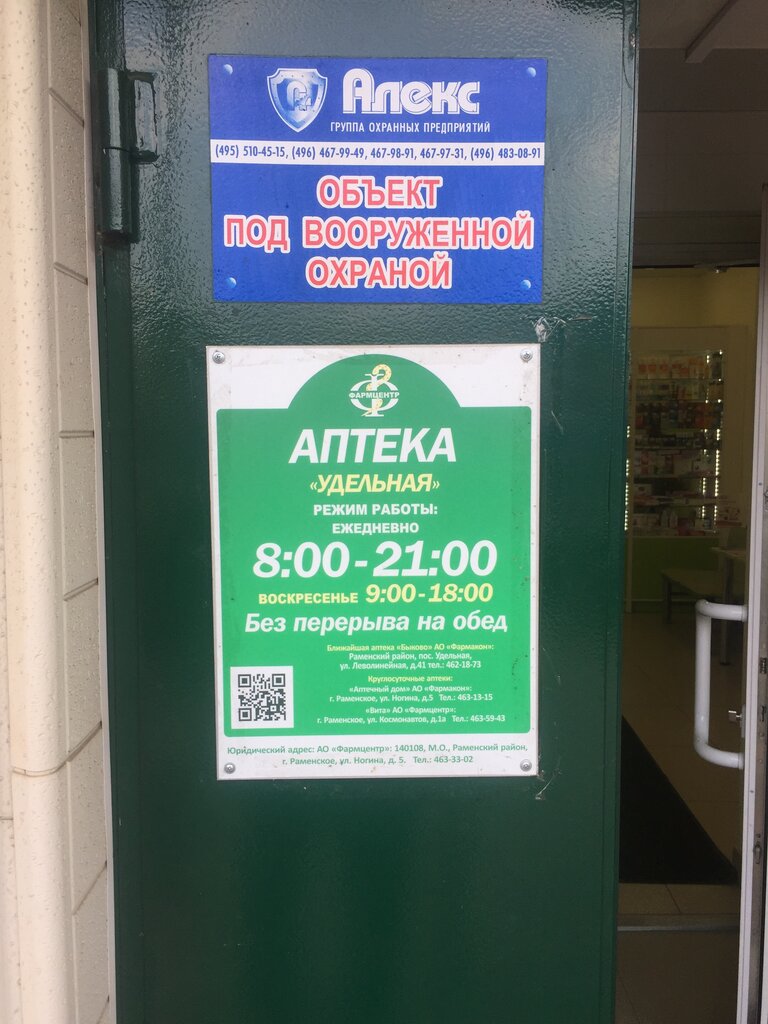 Алекс
ГРУППА ОХРАННЫХ ПРЕДПРИЯТИЙ
(495) 510-45-15, (496) 467-99-49, 467-98-91, 467-97-31, (496) 483-08-91
ОБЪЕКТ
ПОД ВООРУЖЕННОЙ
ОХРАНОЙ
ФАРМЦЕНТР
АПТЕКА
«УДЕЛЬНАЯ»
РЕЖИМ РАБОТЫ:
ЕЖЕДНЕВНО
8:00-21:00
ВОСКРЕСЕНЬЕ 9:00-18:00
Без перерыва на обед
Ближайшая аптека «Быково» АО «Фармакон»:
Раменский район, пос. Удельная,
ул. Леволинейная, д.41 тел.: 462-18-73
Круглосуточные аптеки:
«Аптечный дом» АО «Фармакон»:
г. Раменское, ул. Ногина, д.5 Тел.: 463-13-15
«Вита» АО «Фармцентр»:
г. Раменское, ул. Космонавтов, д.1а Тел.: 463-59-43
Юридический адрес: АО «Фармцентр»: 140108, М.О., Раменский район,
г. Раменское, ул. Ногина, д. 5. Тел.: 463-33-02